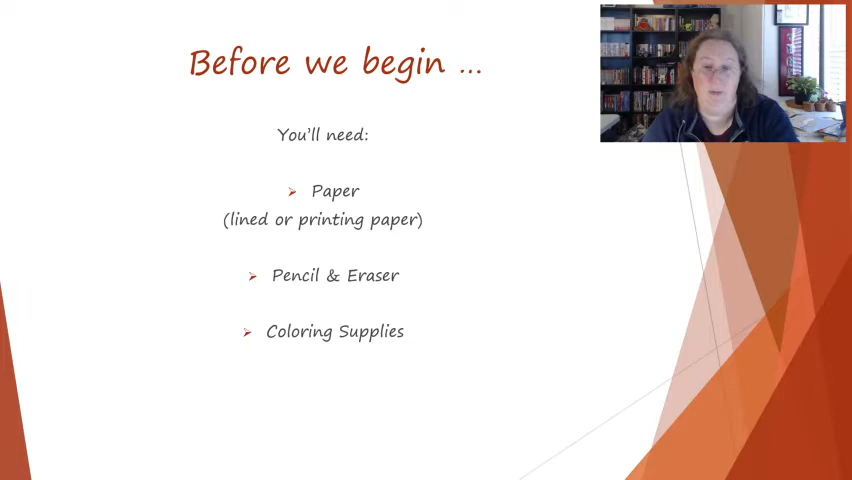 Before we begin ...
You'll need:
Paper
(lined or printing paper)
Pencil & Eraser
Coloring Supplies